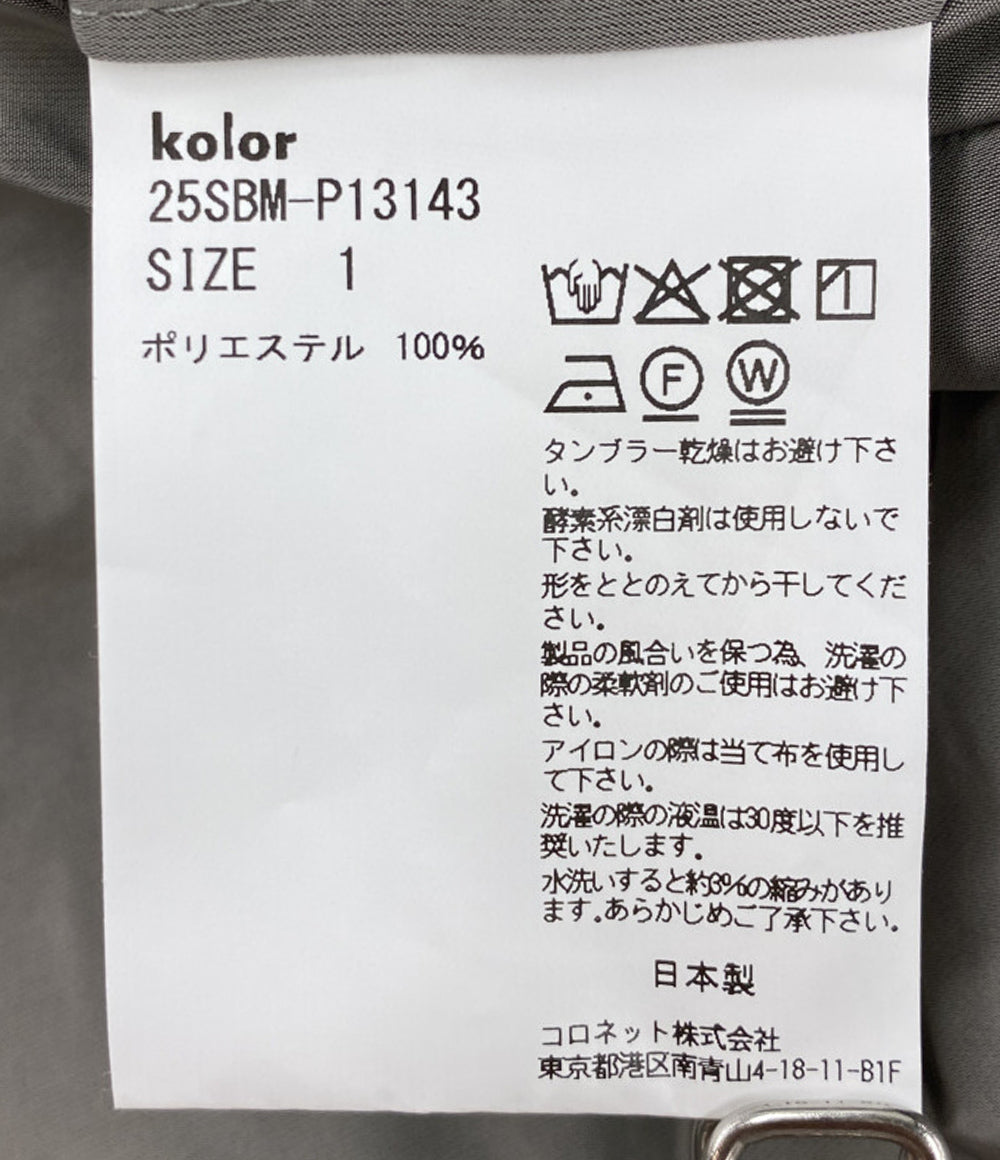 kolor
25SBM-P13143
SIZE 1
ポリエステル 100%
F
W
タンブラー乾燥はお避け下さ
い。
酵素系漂白剤は使用しないで
下さい。
形をととのえてから干してくだ
さい。
製品の風合いを保つ為、洗濯の
際の柔軟剤のご使用はお避け下
さい。
アイロンの際は当て布を使用し
て下さい。
洗濯の際の液温は30度以下を推
奨いたします。
水洗いすると約3%の縮みがあり
ます。あらかじめご了承下さい。
日本製
コロネット株式会社
東京都港区南青山4-18-11-B1F